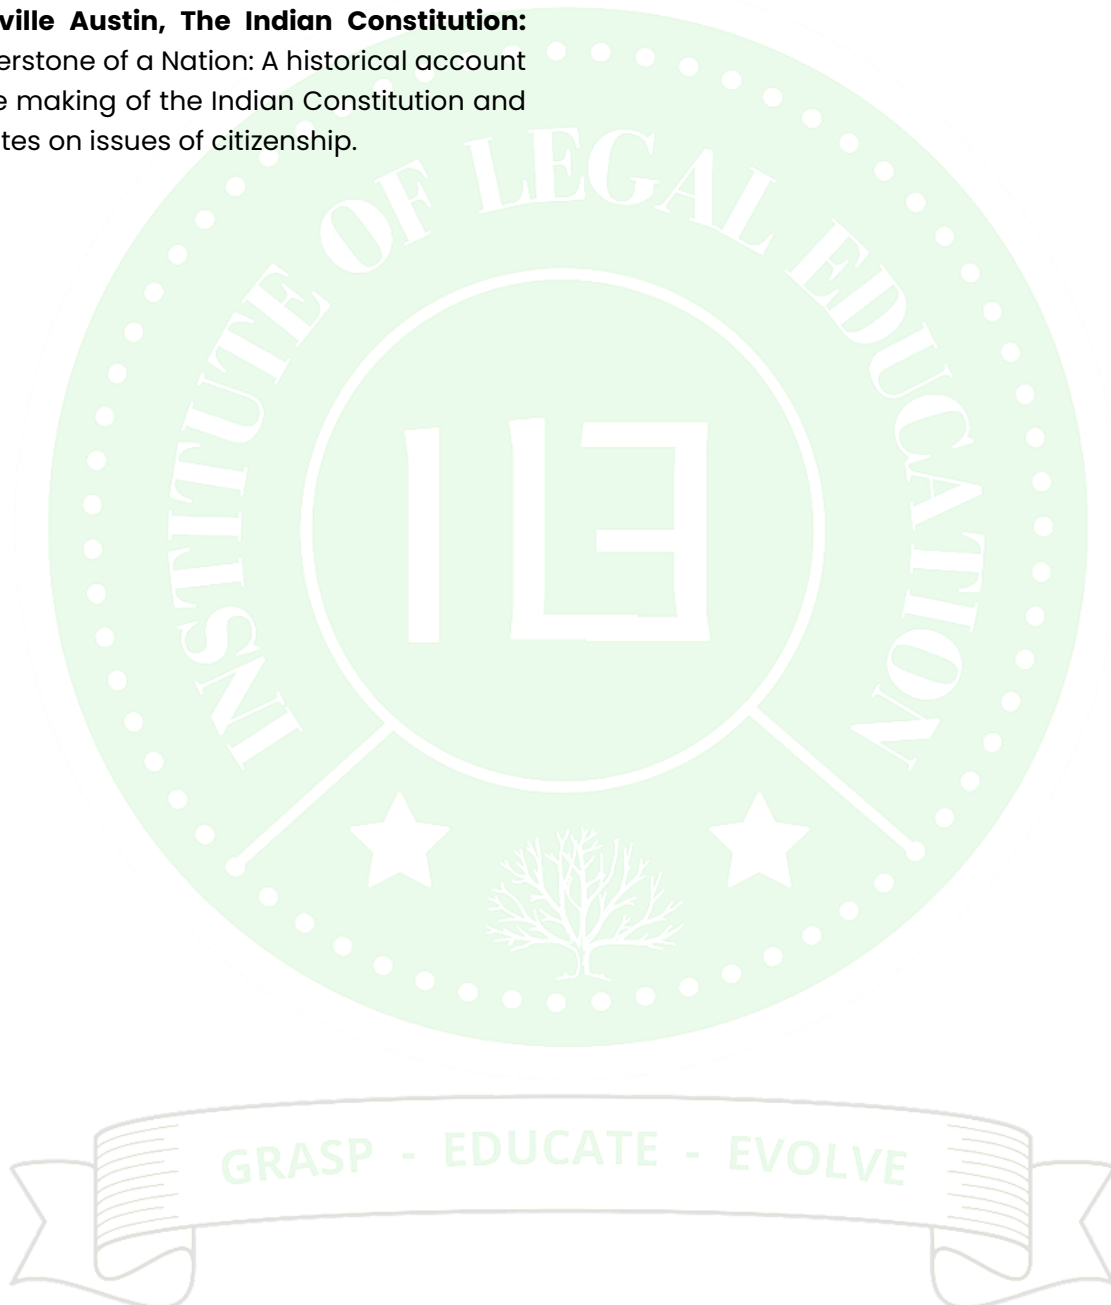 ville Austin, The Indian Constitution:
erstone of a Nation: A historical account
e making of the Indian Constitution and
tes on issues of citizenship.
INSTITUTE OF LEGAL EDUCATION
ILE
GRASP - EDUCATE - EVOLVE